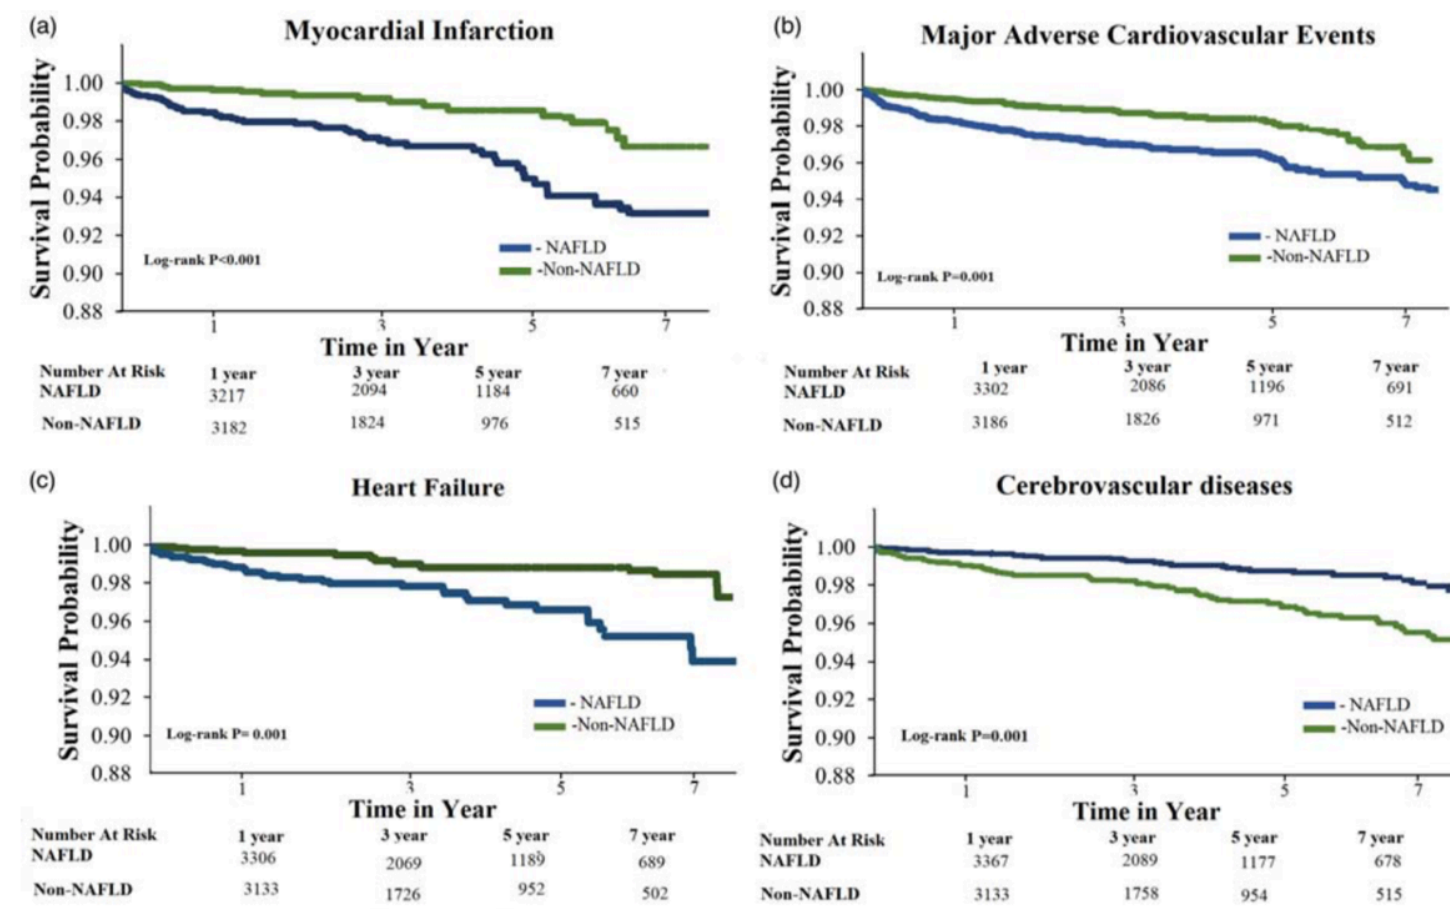 (a)
Myocardial Infarction
Survival Probability
1.00
0.98
0.96
0.94
0.92
0.90
0.88
- NAFLD
-Non-NAFLD
Log-rank P<0.001
1 3 5 7
Time in Year
Number At Risk 1 year 3 year 5 year 7 year
NAFLD 3217 2094 1184 660
Non-NAFLD 3182 1824 976 515
(b)
Major Adverse Cardiovascular Events
Survival Probability
1.00
0.98
0.96
0.94
0.92
0.90
0.88
- NAFLD
-Non-NAFLD
Log-rank P=0.001
1 3 5 7
Time in Year
Number At Risk 1 year 3 year 5 year 7 year
NAFLD 3302 2086 1196 691
Non-NAFLD 3186 1826 971 512
(c)
Heart Failure
Survival Probability
1.00
0.98
0.96
0.94
0.92
0.90
0.88
- NAFLD
-Non-NAFLD
Log-rank P= 0.001
1 3 5 7
Time in Year
Number At Risk 1 year 3 year 5 year 7 year
NAFLD 3306 2069 1189 689
Non-NAFLD 3133 1726 952 502
(d)
Cerebrovascular diseases
Survival Probability
1.00
0.98
0.96
0.94
0.92
0.90
0.88
- NAFLD
-Non-NAFLD
Log-rank P=0.001
1 3 5 7
Time in Year
Number At Risk 1 year 3 year 5 year 7 year
NAFLD 3367 2089 1177 678
Non-NAFLD 3133 1758 954 515